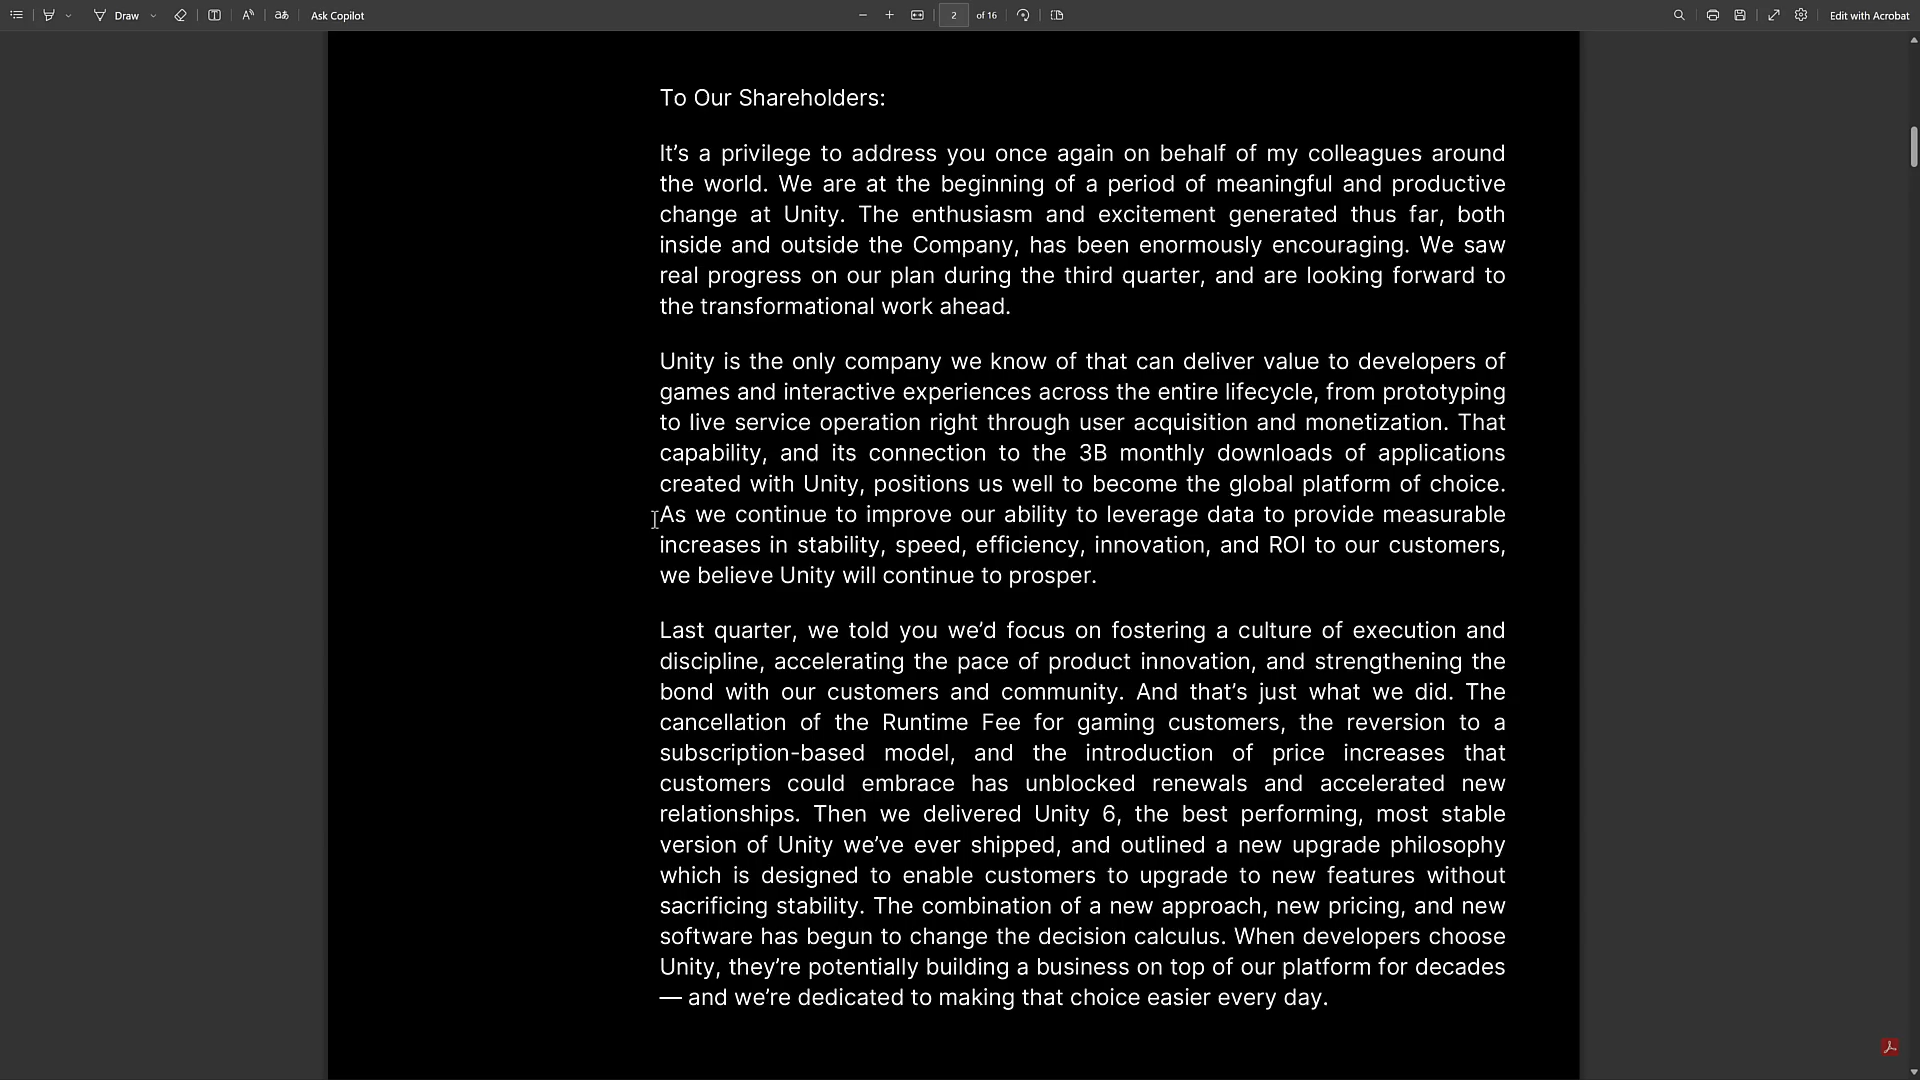 Draw
Ask Copilot
2
of 16
Edit with Acrobat
To Our Shareholders:
It’s a privilege to address you once again on behalf of my colleagues around
the world. We are at the beginning of a period of meaningful and productive
change at Unity. The enthusiasm and excitement generated thus far, both
inside and outside the Company, has been enormously encouraging. We saw
real progress on our plan during the third quarter, and are looking forward to
the transformational work ahead.
Unity is the only company we know of that can deliver value to developers of
games and interactive experiences across the entire lifecycle, from prototyping
to live service operation right through user acquisition and monetization. That
capability, and its connection to the 3B monthly downloads of applications
created with Unity, positions us well to become the global platform of choice.
As we continue to improve our ability to leverage data to provide measurable
increases in stability, speed, efficiency, innovation, and ROI to our customers,
we believe Unity will continue to prosper.
Last quarter, we told you we’d focus on fostering a culture of execution and
discipline, accelerating the pace of product innovation, and strengthening the
bond with our customers and community. And that’s just what we did. The
cancellation of the Runtime Fee for gaming customers, the reversion to a
subscription-based model, and the introduction of price increases that
customers could embrace has unblocked renewals and accelerated new
relationships. Then we delivered Unity 6, the best performing, most stable
version of Unity we’ve ever shipped, and outlined a new upgrade philosophy
which is designed to enable customers to upgrade to new features without
sacrificing stability. The combination of a new approach, new pricing, and new
software has begun to change the decision calculus. When developers choose
Unity, they’re potentially building a business on top of our platform for decades
— and we’re dedicated to making that choice easier every day.